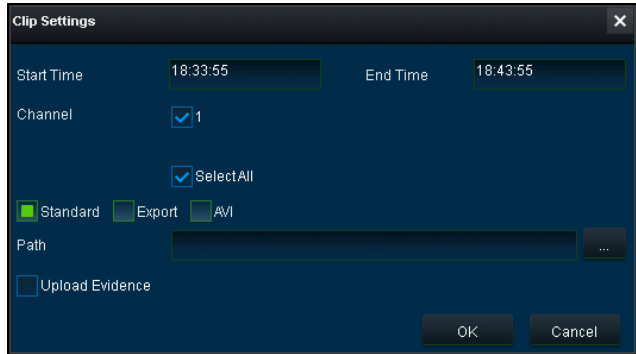 Clip Settings
Start Time 18:33:55 End Time 18:43:55
Channel 1
SelectAll
Standard Export AVI
Path ...
Upload Evidence
OK Cancel